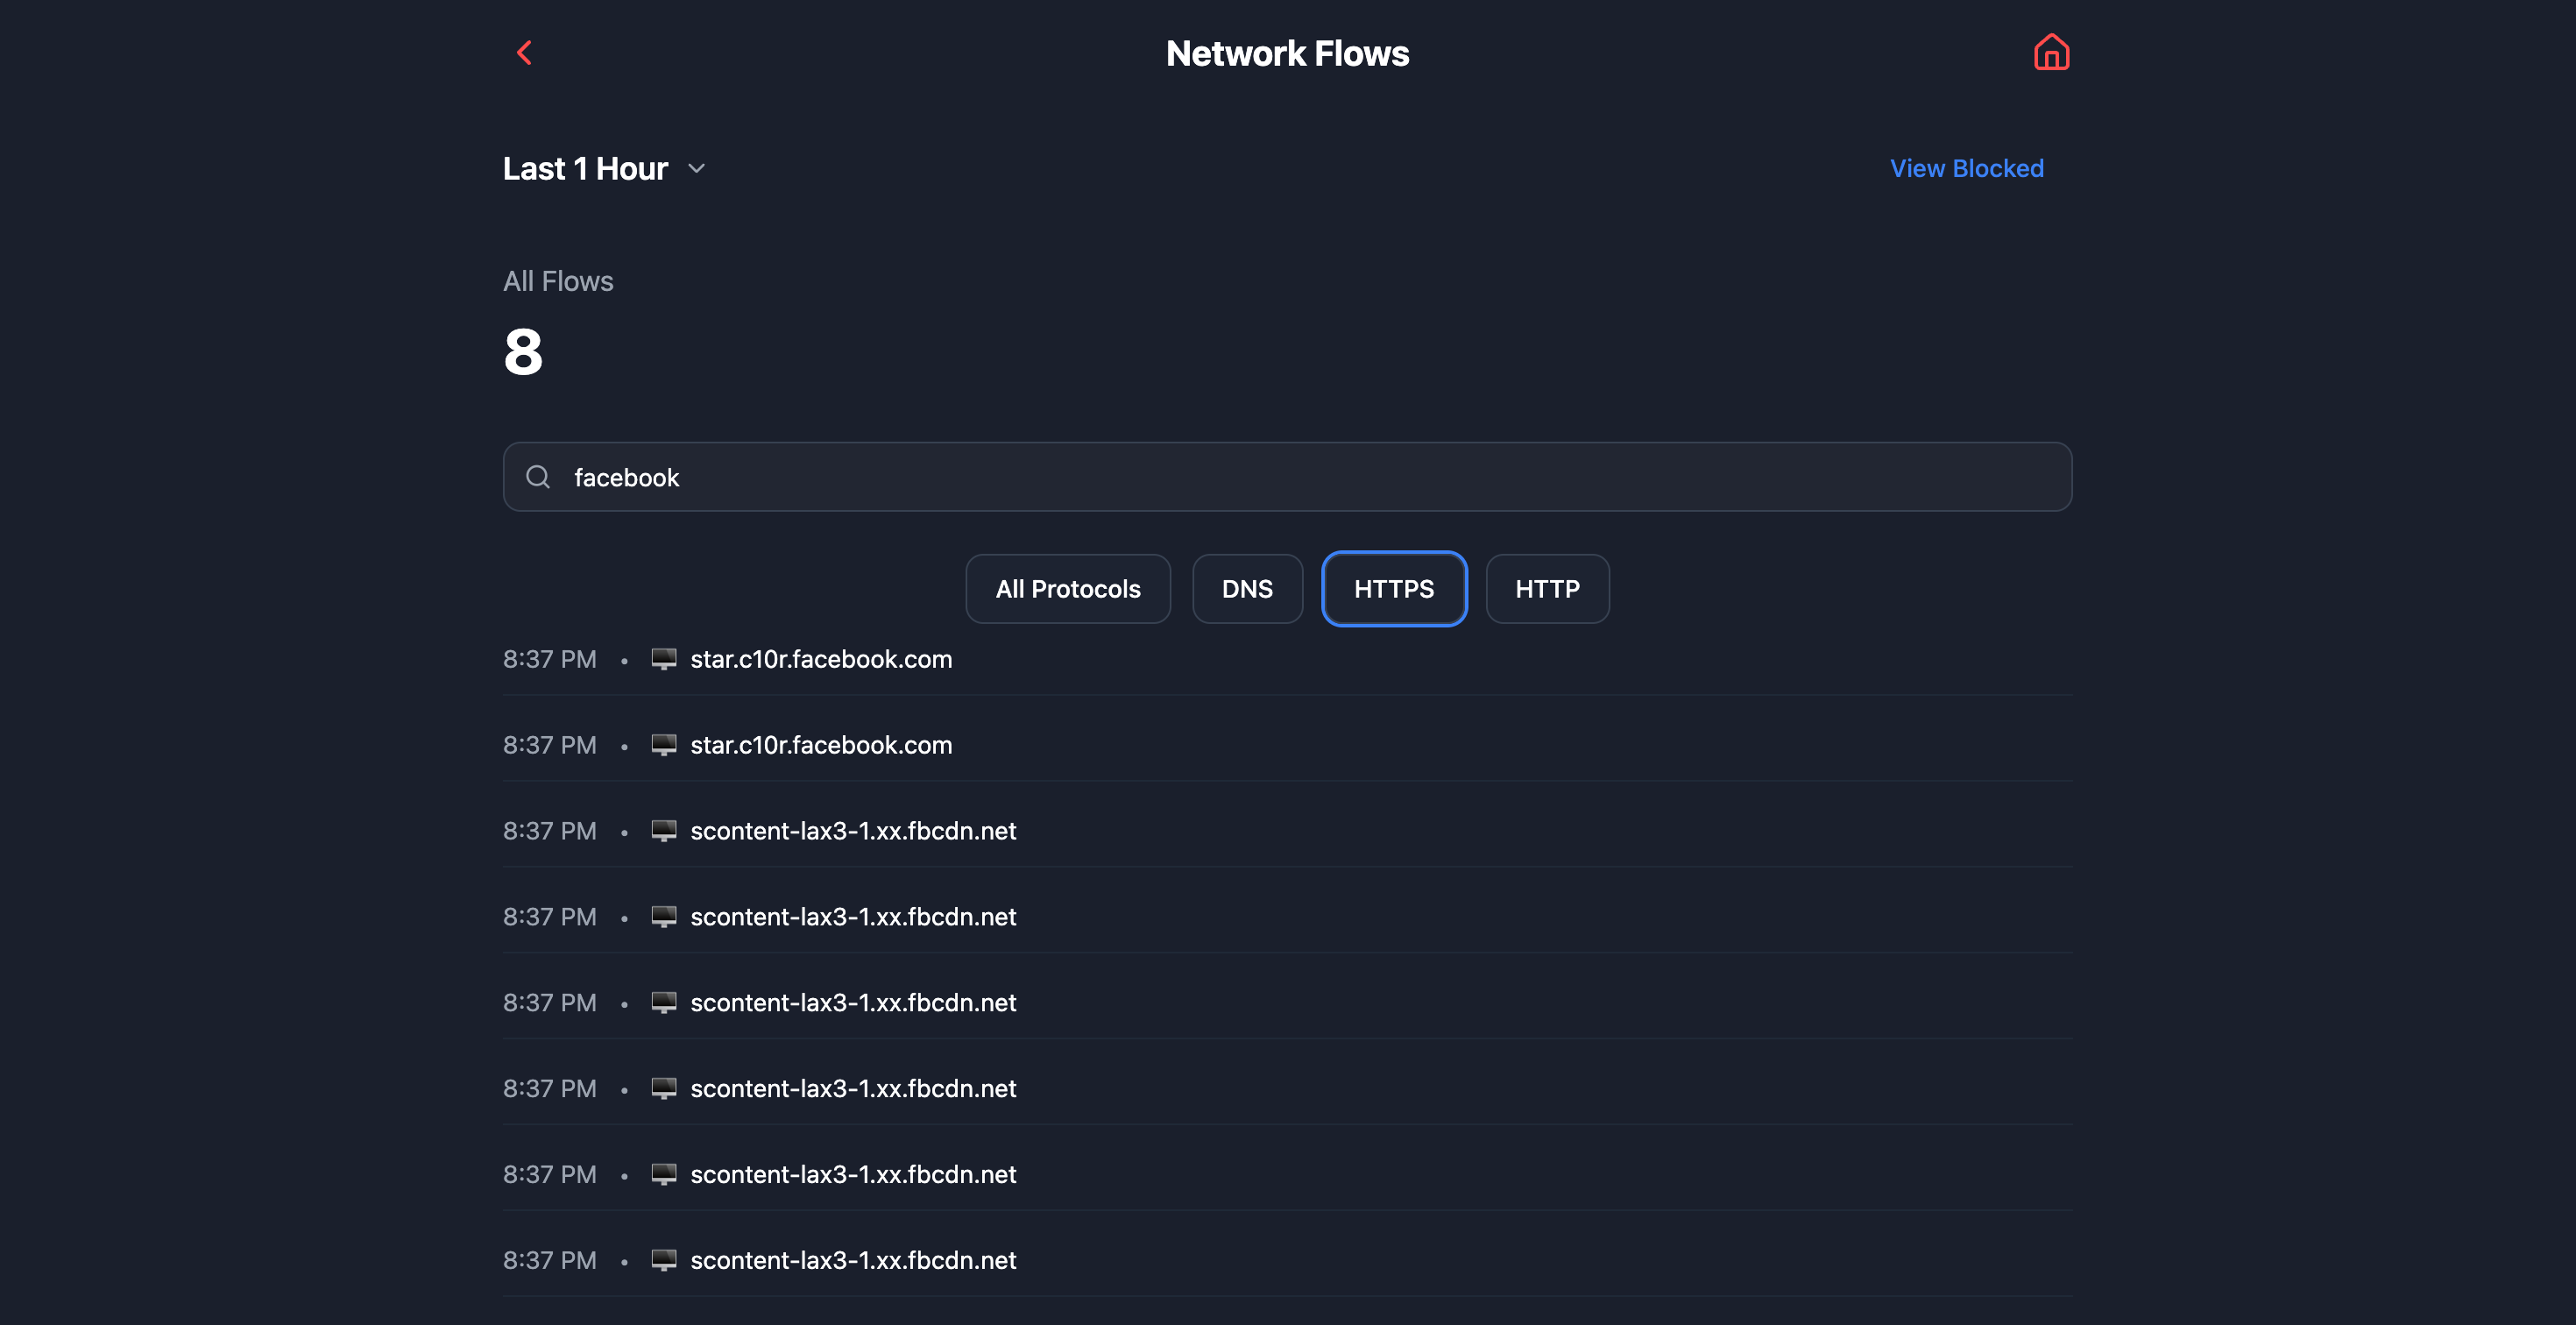 Network Flows
Last 1 Hour
View Blocked
All Flows
8
facebook
All Protocols DNS HTTPS HTTP
8:37 PM • star.c10r.facebook.com
8:37 PM • star.c10r.facebook.com
8:37 PM • scontent-lax3-1.xx.fbcdn.net
8:37 PM • scontent-lax3-1.xx.fbcdn.net
8:37 PM • scontent-lax3-1.xx.fbcdn.net
8:37 PM • scontent-lax3-1.xx.fbcdn.net
8:37 PM • scontent-lax3-1.xx.fbcdn.net
8:37 PM • scontent-lax3-1.xx.fbcdn.net